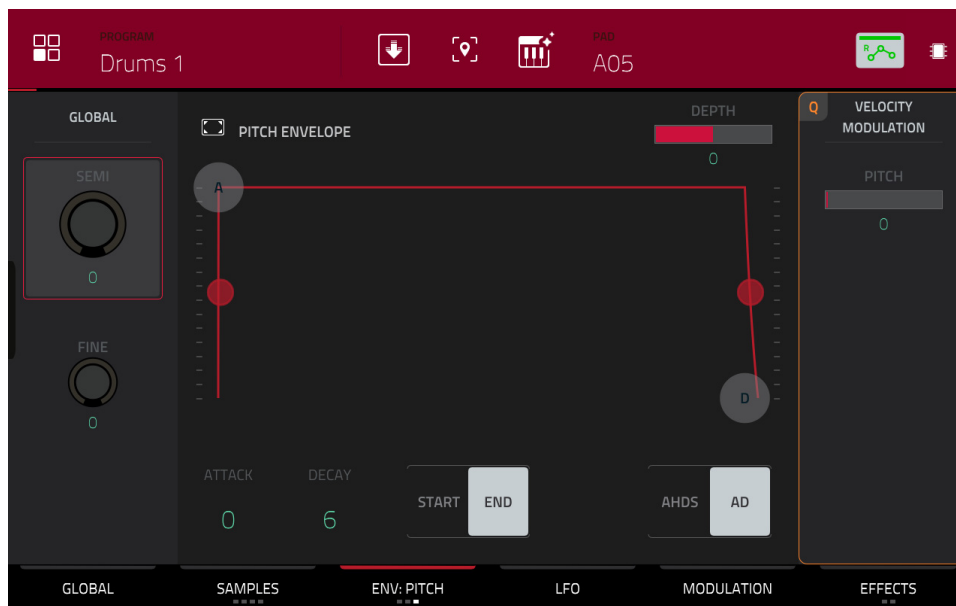 PROGRAM
Drums 1
PAD
A05
R
GLOBAL
SEMI
0
FINE
0
PITCH ENVELOPE
DEPTH
0
A
D
ATTACK
0
DECAY
6
START
END
AHDS
AD
Q
VELOCITY
MODULATION
PITCH
0
GLOBAL
SAMPLES
ENV: PITCH
LFO
MODULATION
EFFECTS